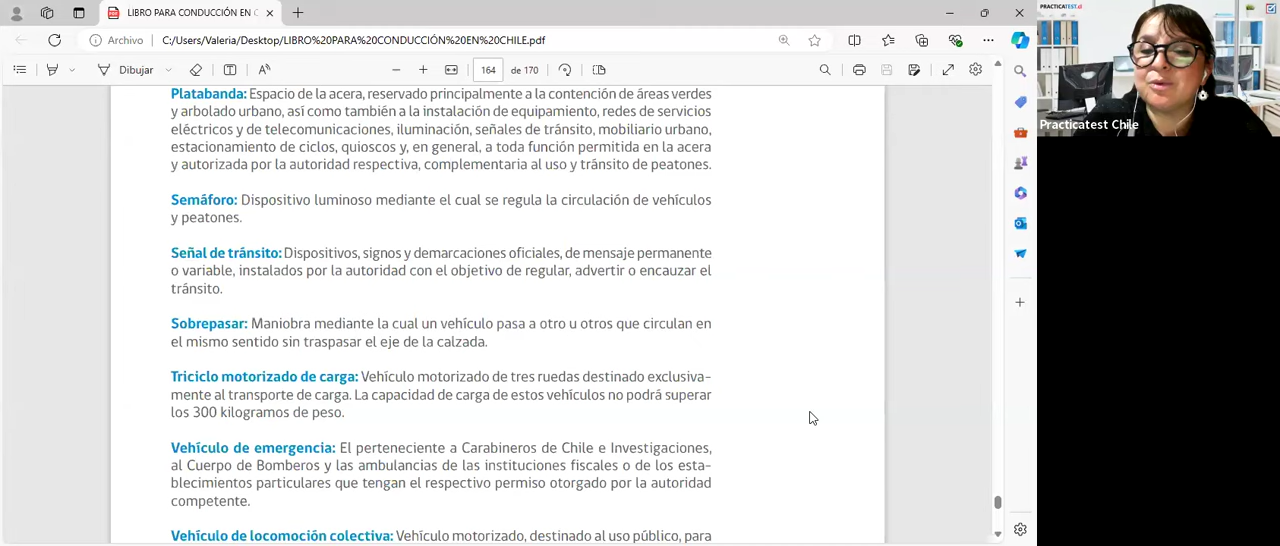 LIBRO PARA CONDUCCIÓN EN C
Archivo
C:/Users/Valeria/Desktop/LIBRO%20PARA%20CONDUCCIÓN%20EN%20CHILE.pdf
Dibujar
164 de 170
Platabanda: Espacio de la acera, reservado principalmente a la contención de áreas verdes
y arbolado urbano, así como también a la instalación de equipamiento, redes de servicios
eléctricos y de telecomunicaciones, iluminación, señales de tránsito, mobiliario urbano,
estacionamiento de ciclos, quioscos y, en general, a toda función permitida en la acera
y autorizada por la autoridad respectiva, complementaria al uso y tránsito de peatones.
Semáforo: Dispositivo luminoso mediante el cual se regula la circulación de vehículos
y peatones.
Señal de tránsito: Dispositivos, signos y demarcaciones oficiales, de mensaje permanente
o variable, instalados por la autoridad con el objetivo de regular, advertir o encauzar el
tránsito.
Sobrepasar: Maniobra mediante la cual un vehículo pasa a otro u otros que circulan en
el mismo sentido sin traspasar el eje de la calzada.
Triciclo motorizado de carga: Vehículo motorizado de tres ruedas destinado exclusiva-
mente al transporte de carga. La capacidad de carga de estos vehículos no podrá superar
los 300 kilogramos de peso.
Vehículo de emergencia: El perteneciente a Carabineros de Chile e Investigaciones,
al Cuerpo de Bomberos y las ambulancias de las instituciones fiscales o de los esta-
blecimientos particulares que tengan el respectivo permiso otorgado por la autoridad
competente.
Vehículo de locomoción colectiva: Vehículo motorizado, destinado al uso público, para
PRACTICATEST.cl
Practicatest Chile